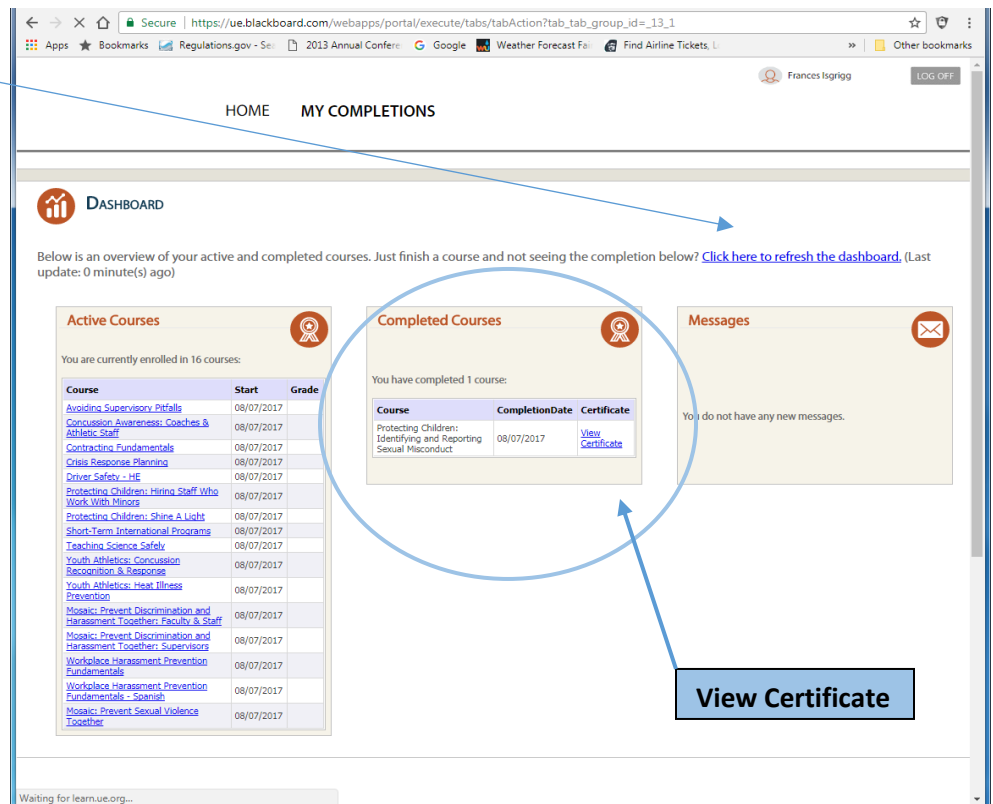 Secure | https://ue.blackboard.com/webapps/portal/execute/tabs/tabAction?tab_tab_group_id=_13_1
Apps Bookmarks Regulations.gov - Se 2013 Annual Confere Google Weather Forecast Fai Find Airline Tickets, L » Other bookmarks
Frances Isgrigg LOG OFF
HOME MY COMPLETIONS
DASHBOARD
Below is an overview of your active and completed courses. Just finish a course and not seeing the completion below? Click here to refresh the dashboard. (Last
update: 0 minute(s) ago)
Active Courses
You are currently enrolled in 16 courses:
Course Start Grade
Avoiding Supervisory Pitfalls 08/07/2017
Concussion Awareness: Coaches &
Athletic Staff 08/07/2017
Contracting Fundamentals 08/07/2017
Crisis Response Planning 08/07/2017
Driver Safety - HE 08/07/2017
Protecting Children: Hiring Staff Who
Work With Minors 08/07/2017
Protecting Children: Shine A Light 08/07/2017
Short-Term International Programs 08/07/2017
Teaching Science Safely 08/07/2017
Youth Athletics: Concussion
Recognition & Response 08/07/2017
Youth Athletics: Heat Illness
Prevention 08/07/2017
Mosaic: Prevent Discrimination and
Harassment Together: Faculty & Staff 08/07/2017
Mosaic: Prevent Discrimination and
Harassment Together: Supervisors 08/07/2017
Workplace Harassment Prevention
Fundamentals 08/07/2017
Workplace Harassment Prevention
Fundamentals - Spanish 08/07/2017
Mosaic: Prevent Sexual Violence
Together 08/07/2017
Completed Courses
You have completed 1 course:
Course CompletionDate Certificate
Protecting Children:
Identifying and Reporting
Sexual Misconduct 08/07/2017 View
Certificate
Messages
You do not have any new messages.
View Certificate
Waiting for learn.ue.org...